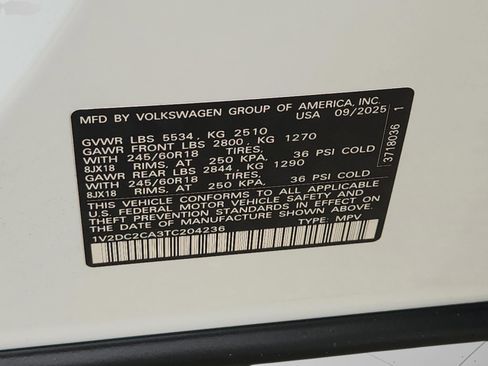 MFD BY VOLKSWAGEN GROUP OF AMERICA, INC.
USA 09/2025
GVWR LBS 5534, KG 2510
GAWR FRONT LBS 2800, KG 1270
WITH 245/60R18 TIRES,
8JX18 RIMS, AT 250 KPA, 36 PSI COLD
GAWR REAR LBS 2844, KG 1290
WITH 245/60R18 TIRES,
8JX18 RIMS, AT 250 KPA, 36 PSI COLD
THIS VEHICLE CONFORMS TO ALL APPLICABLE
U.S. FEDERAL MOTOR VEHICLE SAFETY AND
THEFT PREVENTION STANDARDS IN EFFECT ON
THE DATE OF MANUFACTURE SHOWN ABOVE.
1V2DC2CA3TC204236 TYPE: MPV
3718036 1